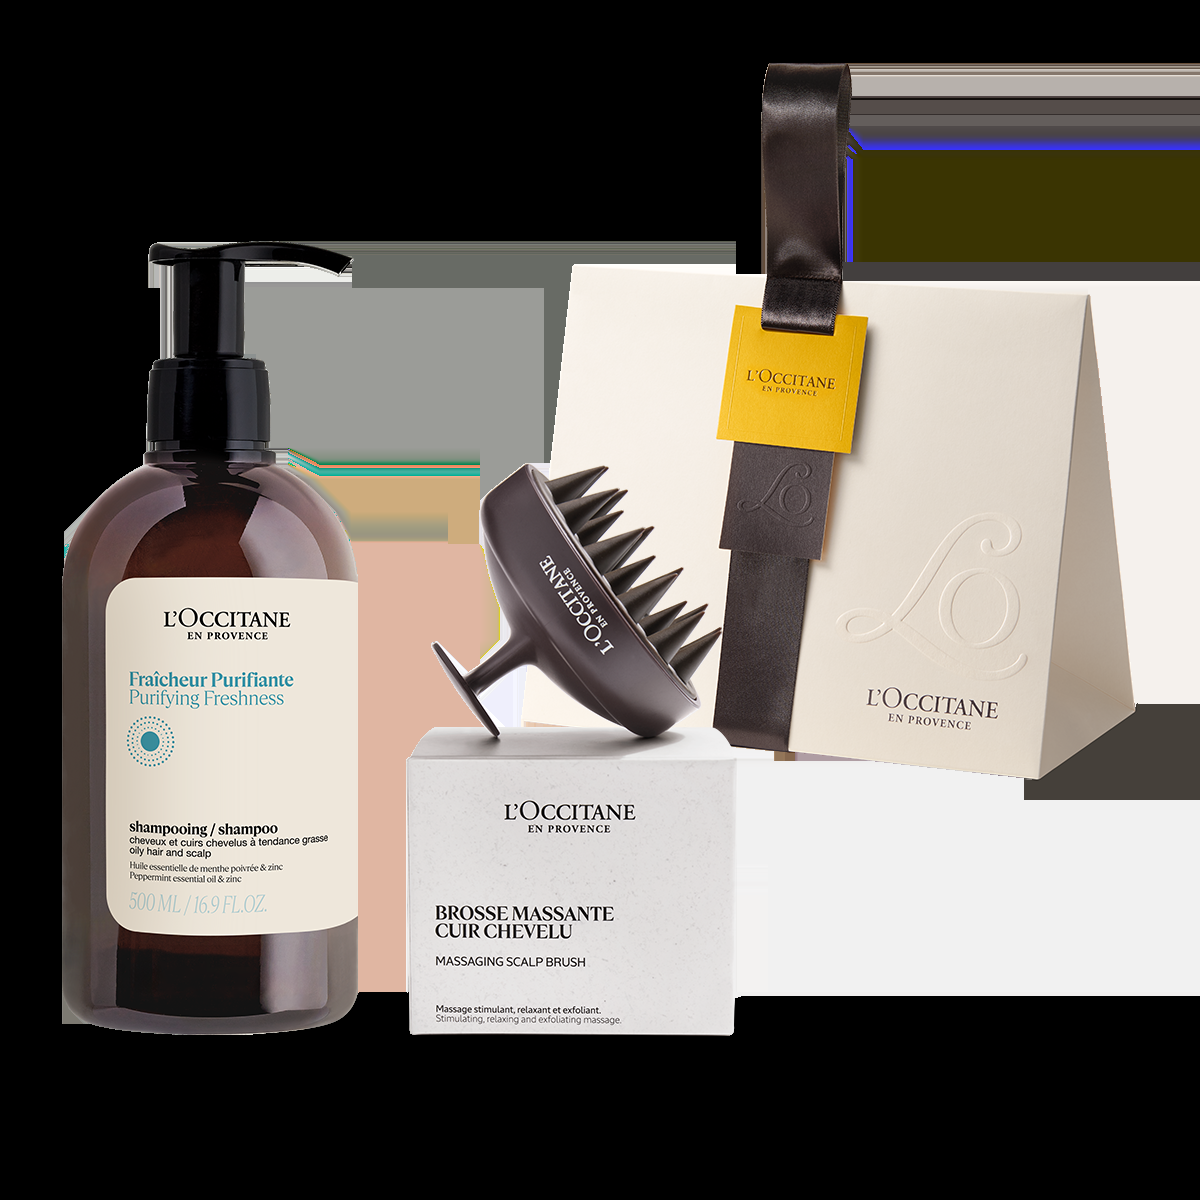 L'OCCITANE
EN PROVENCE
Fraîcheur Purifiante
Purifying Freshness
shampooing / shampoo
cheveux et cuirs chevelus à tendance grasse
oily hair and scalp
Huile essentielle de menthe poivrée & zinc
Peppermint essential oil & zinc
500 ML / 16.9 FL.OZ.
L'OCCITANE
EN PROVENCE
L'OCCITANE
EN PROVENCE
BROSSE MASSANTE
CUIR CHEVELU
MASSAGING SCALP BRUSH
Massage stimulant, relaxant et exfoliant.
Stimulating, relaxing and exfoliating massage.
L'OCCITANE
EN PROVENCE
LO
LO
L'OCCITANE
EN PROVENCE